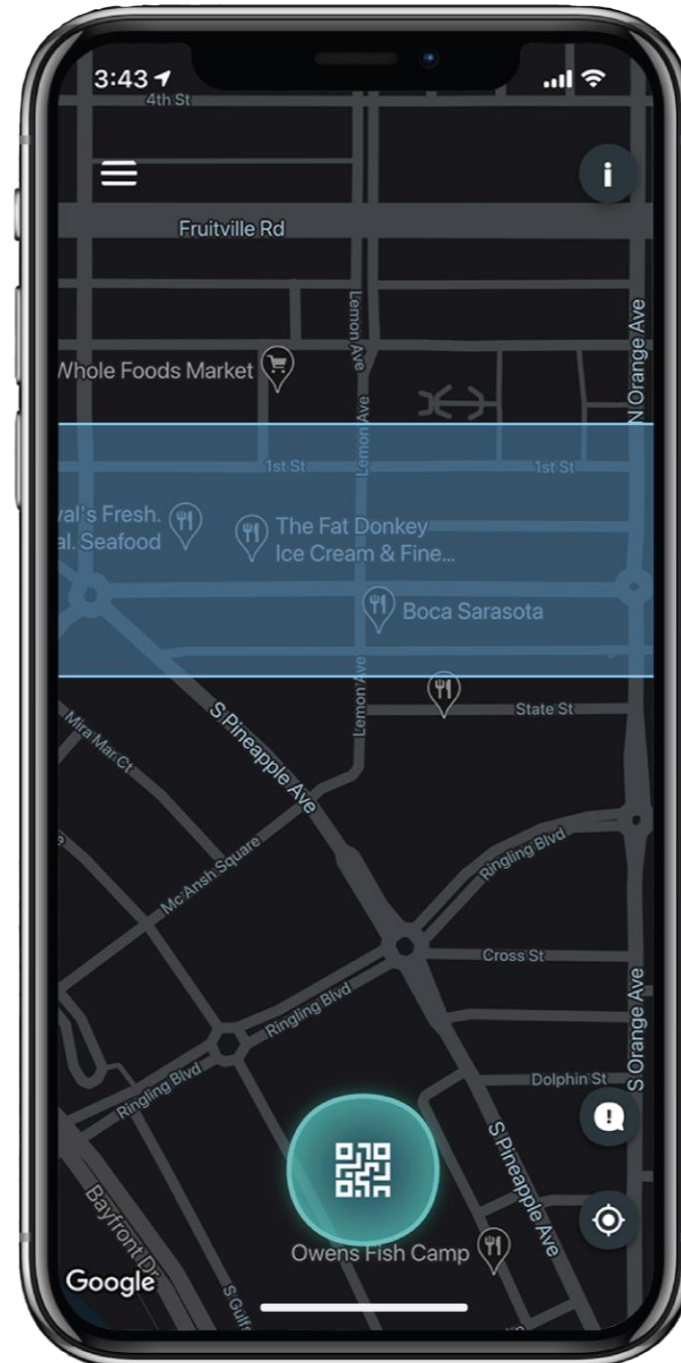 3:43
4th St
Fruitville Rd
Lemon Ave
N Orange Ave
Whole Foods Market
Lemon Ave
1st St
1st St
val's Fresh.
al. Seafood
The Fat Donkey
Ice Cream & Fine...
Boca Sarasota
Lemon Ave
State St
S Pineapple Ave
Mira Mar Ct
Mc Ansh Square
Ringling Blvd
Cross St
S Orange Ave
Ringling Blvd
Dolphin St
Ringling Blvd
S Pineapple Ave
Bayfront Dr
Owens Fish Camp
Google
S Gulfs